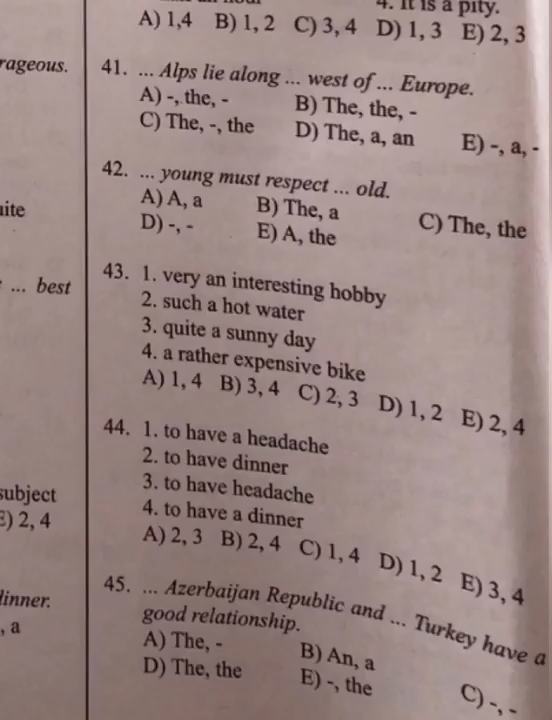 4. It is a pity.
A) 1,4 B) 1, 2 C) 3, 4 D) 1, 3 E) 2, 3
rageous.
best
subject
E) 2, 4
dinner.
, a
41. ... Alps lie along ... west of ... Europe.
A) -, the, - B) The, the, -
C) The, -, the D) The, a, an E) -, a, -
42. ... young must respect ... old.
A) A, a B) The, a C) The, the
D) -, - E) A, the
43. 1. very an interesting hobby
2. such a hot water
3. quite a sunny day
4. a rather expensive bike
A) 1, 4 B) 3, 4 C) 2, 3 D) 1, 2 E) 2, 4
44. 1. to have a headache
2. to have dinner
3. to have headache
4. to have a dinner
A) 2, 3 B) 2, 4 C) 1, 4 D) 1, 2 E) 3, 4
45. ... Azerbaijan Republic and ... Turkey have a
good relationship.
A) The, - B) An, a C) -, -
D) The, the E) -, the